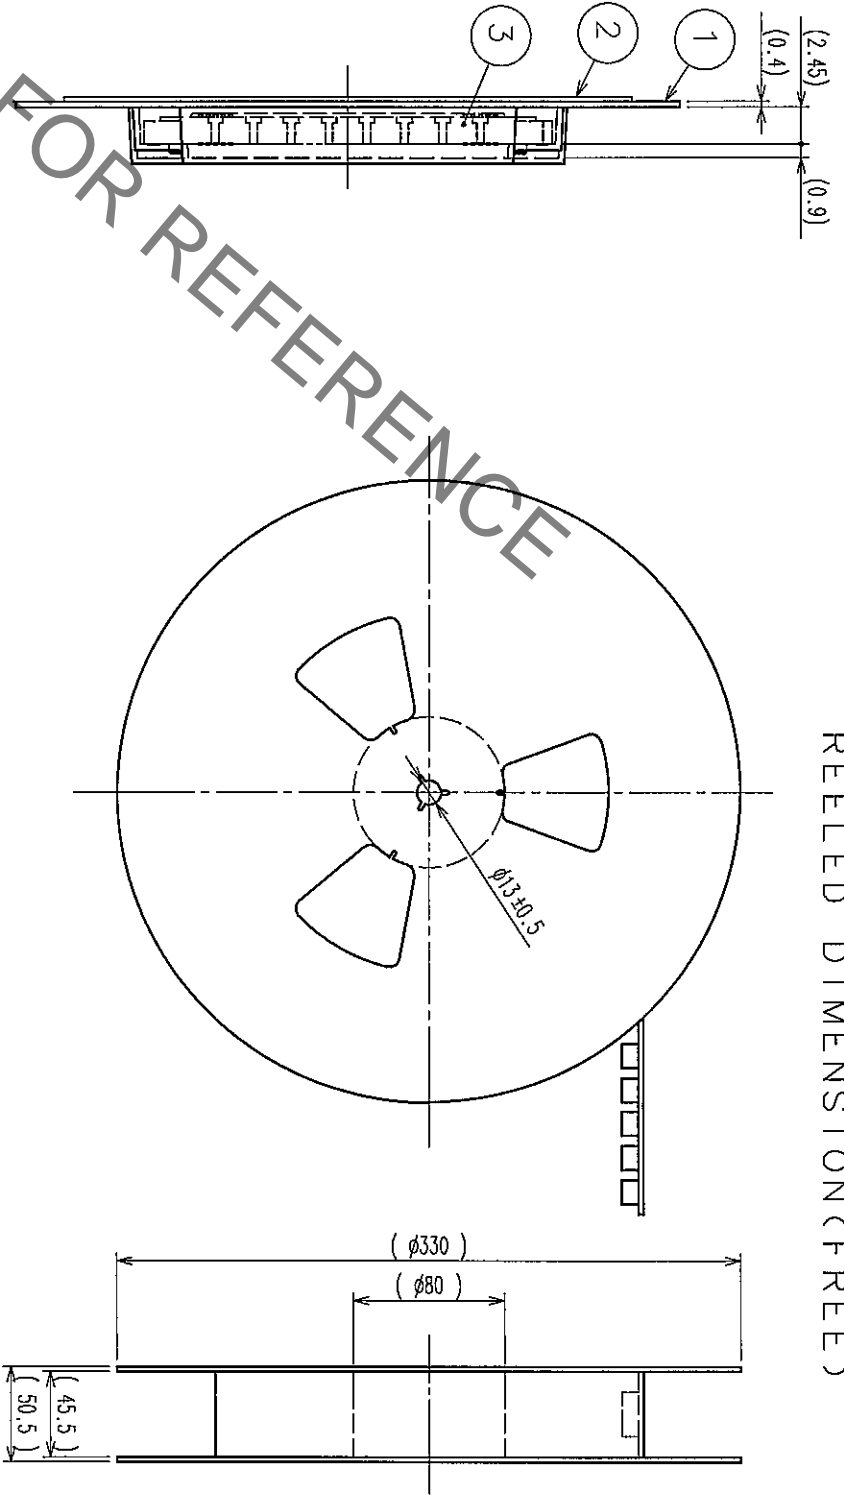 3
2
1
(0.4)
(2.45)
(0.9)
FOR REFERENCE
REELED DIMENSION(FREE)
φ13±0.5
( φ330 )
( φ80 )
( 45.5 )
( 50.5 )